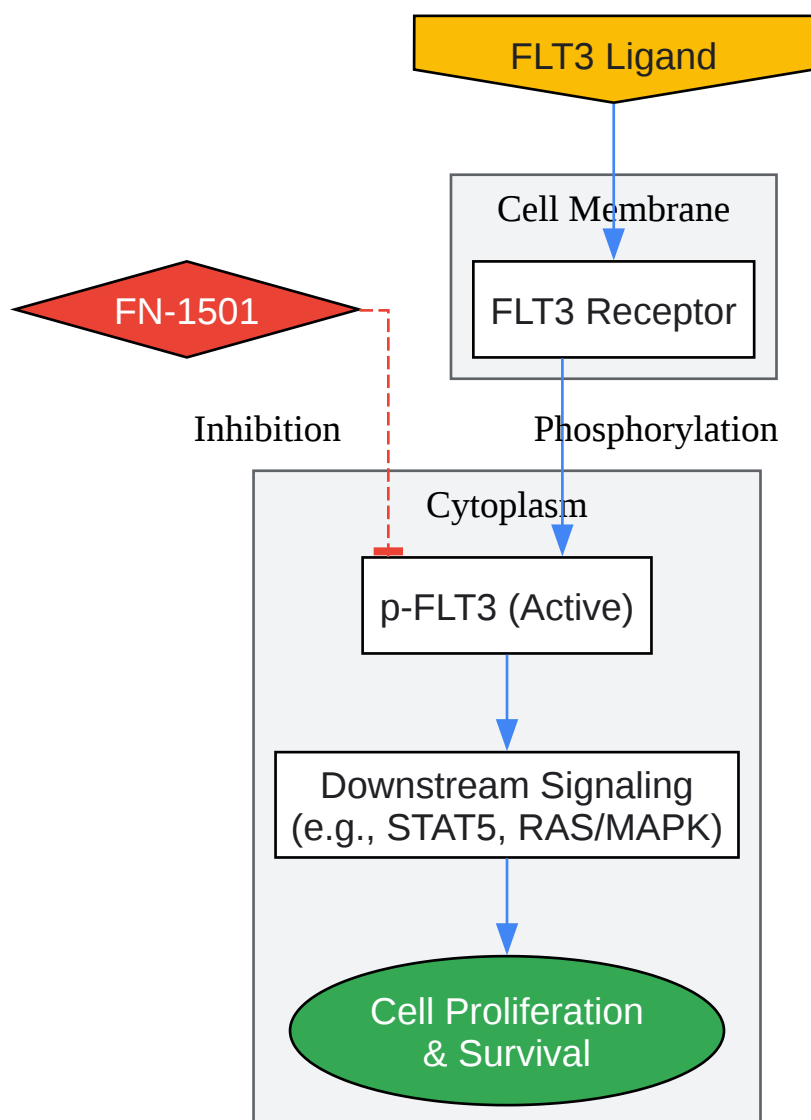 FLT3 Ligand
Cell Membrane
FN-1501
FLT3 Receptor
Inhibition
Phosphorylation
Cytoplasm
p-FLT3 (Active)
Downstream Signaling
(e.g., STAT5, RAS/MAPK)
Cell Proliferation
& Survival